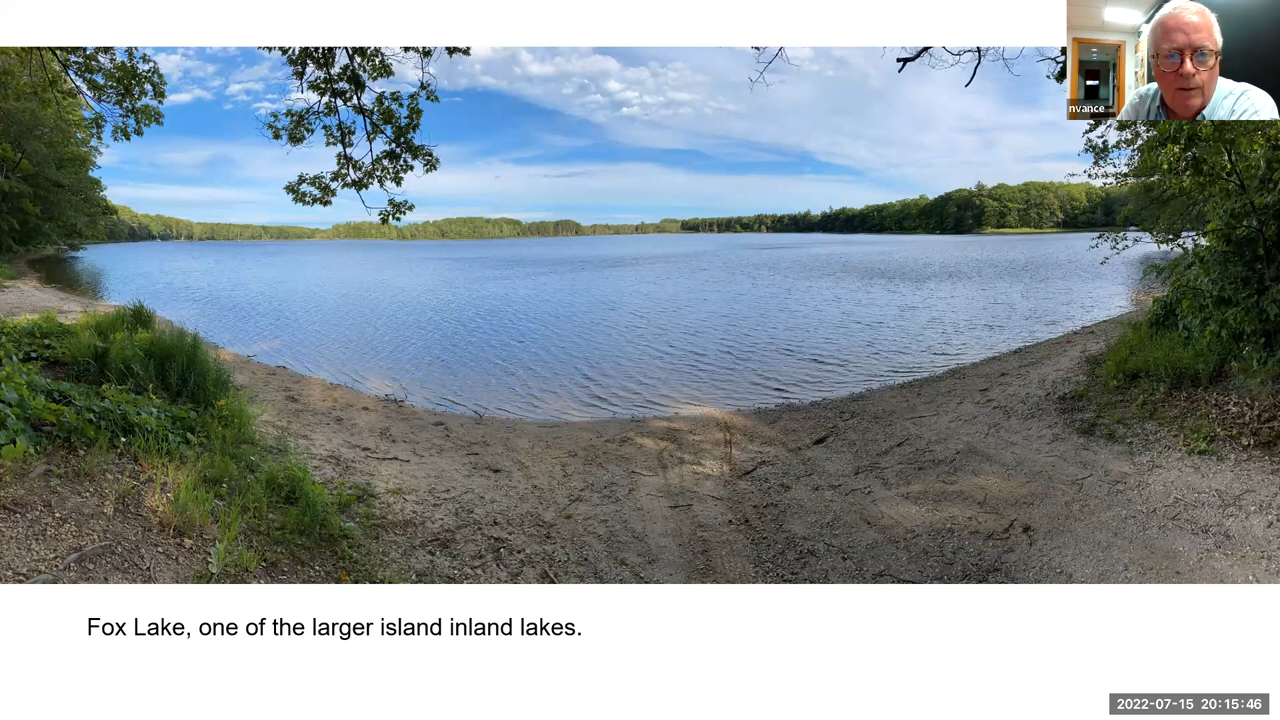 nvance
Fox Lake, one of the larger island inland lakes.
2022-07-15 20:15:46